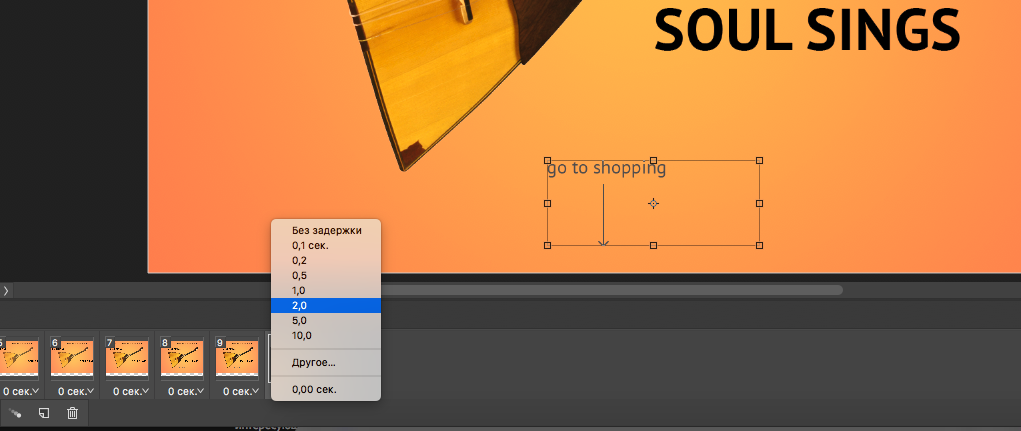 SOUL SINGS
go to shopping
Без задержки
0,1 сек.
0,2
0,5
1,0
2,0
5,0
10,0
Другое...
0,00 сек.
6
7
8
9
0 сек.
0 сек.
0 сек.
0 сек.
0 сек.